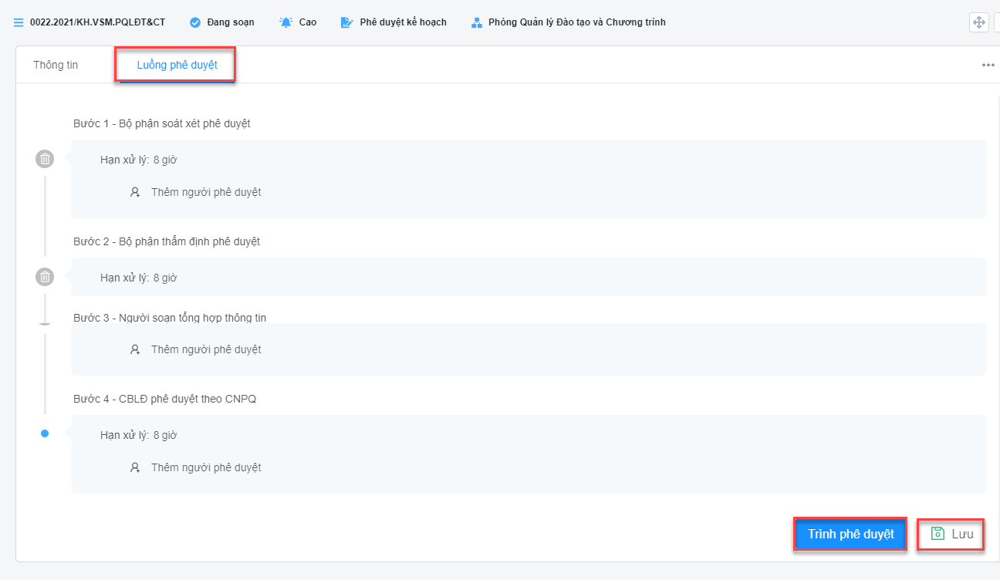 0022.2021/KH.VSM.PQLĐT&CT Đang soạn Cao Phê duyệt kế hoạch Phòng Quản lý Đào tạo và Chương trình
Thông tin Luồng phê duyệt
Bước 1 - Bộ phận soát xét phê duyệt
Hạn xử lý: 8 giờ
Thêm người phê duyệt
Bước 2 - Bộ phận thẩm định phê duyệt
Hạn xử lý: 8 giờ
Bước 3 - Người soạn tổng hợp thông tin
Thêm người phê duyệt
Bước 4 - CBLĐ phê duyệt theo CNPQ
Hạn xử lý: 8 giờ
Thêm người phê duyệt
Trình phê duyệt Lưu